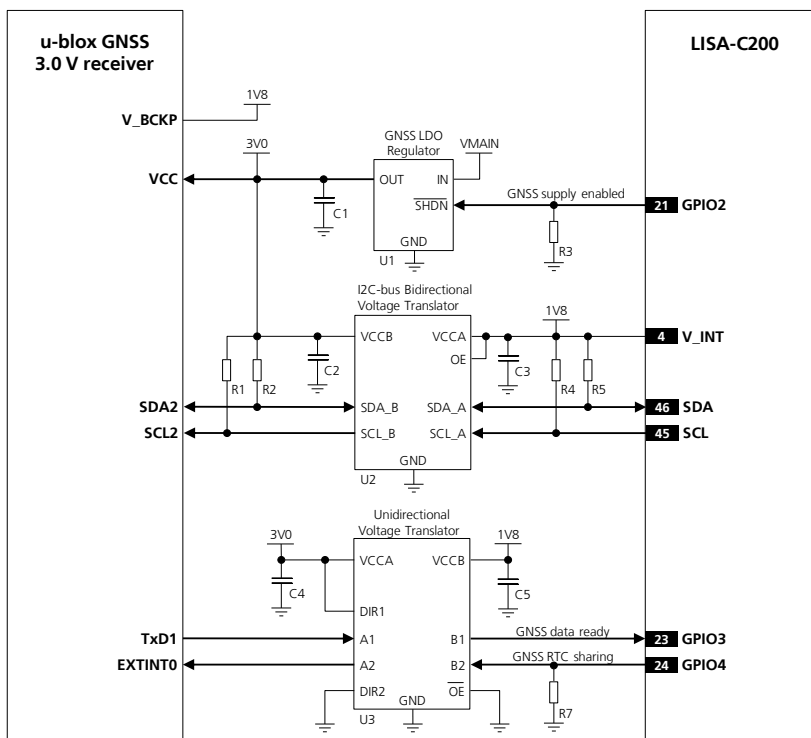 u-blox GNSS
3.0 V receiver
LISA-C200
1V8
V_BCKP
GNSS LDO
Regulator
VMAIN
3V0
VCC
OUT
IN
GNSS supply enabled
SHDN
21
GPIO2
C1
GND
R3
U1
I2C-bus Bidirectional
Voltage Translator
1V8
VCCB
VCCA
4
V_INT
OE
C2
C3
R1
R2
R4
R5
SDA2
SDA_B
SDA_A
46
SDA
SCL2
SCL_B
SCL_A
45
SCL
GND
U2
Unidirectional
Voltage Translator
3V0
1V8
VCCA
VCCB
C4
C5
DIR1
TxD1
A1
B1
GNSS data ready
23
GPIO3
EXTINT0
A2
B2
GNSS RTC sharing
24
GPIO4
DIR2
OE
GND
R7
U3